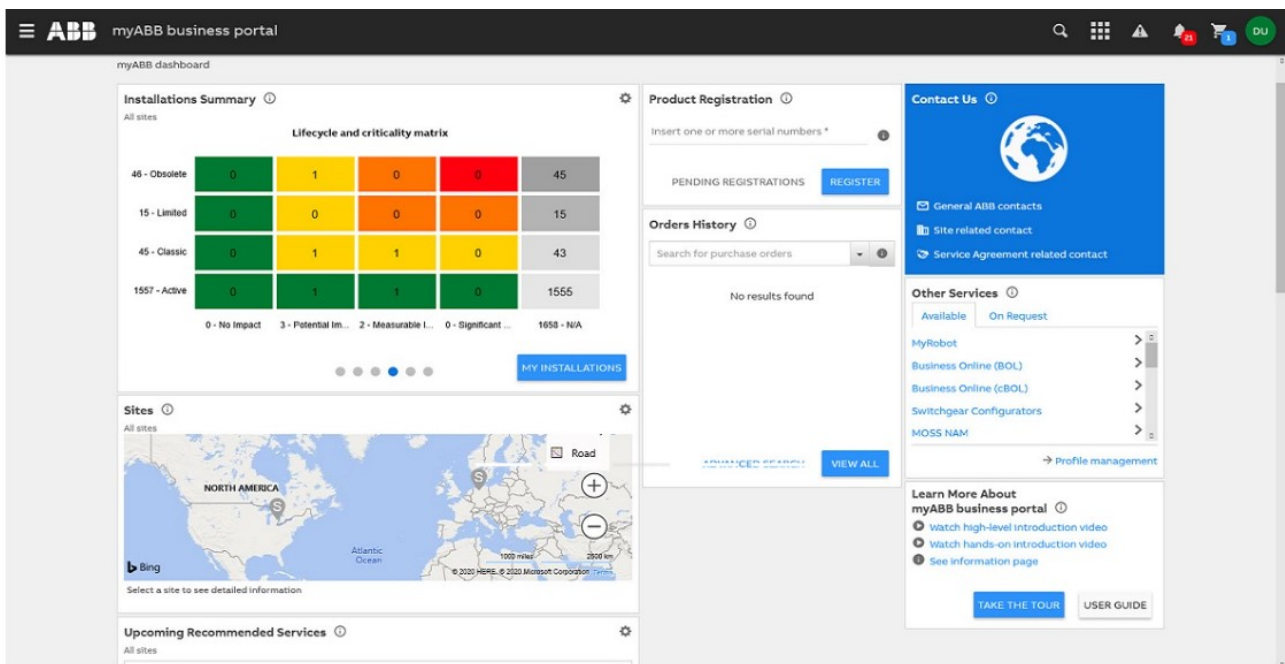 ABB myABB business portal
21
1
DU
myABB dashboard
Installations Summary
All sites
Lifecycle and criticality matrix
46 - Obsolete 0 1 0 0 45
15 - Limited 0 0 0 0 15
45 - Classic 0 1 1 0 43
1557 - Active 0 1 1 0 1555
0 - No Impact 3 - Potential Im... 2 - Measurable I... 0 - Significant ... 1658 - N/A
MY INSTALLATIONS
Sites
All sites
Road
NORTH AMERICA
S
S
Atlantic
Ocean
1000 miles 2500 km
Bing
© 2020 HERE, © 2020 Microsoft Corporation Terms
Select a site to see detailed information
Upcoming Recommended Services
All sites
Product Registration
Insert one or more serial numbers *
PENDING REGISTRATIONS REGISTER
Orders History
Search for purchase orders
No results found
ADVANCED SEARCH VIEW ALL
Contact Us
General ABB contacts
Site related contact
Service Agreement related contact
Other Services
Available On Request
MyRobot
Business Online (BOL)
Business Online (cBOL)
Switchgear Configurators
MOSS NAM
Profile management
Learn More About
myABB business portal
Watch high-level introduction video
Watch hands-on introduction video
See information page
TAKE THE TOUR USER GUIDE